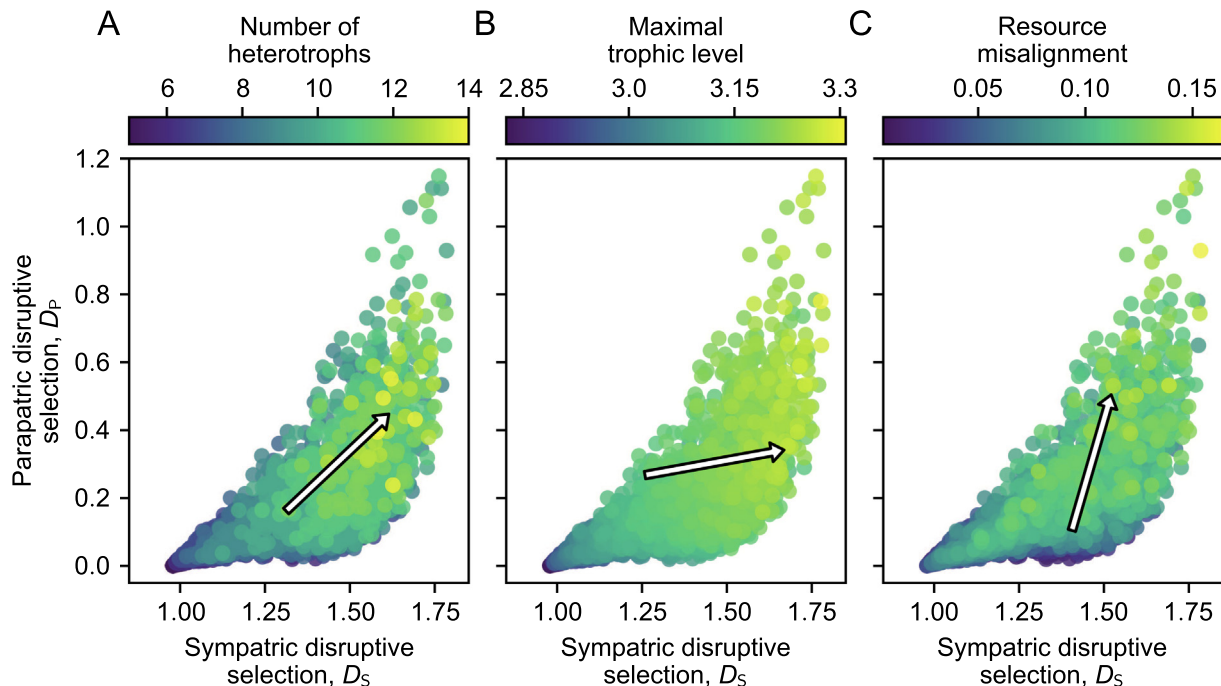 A
Number of
heterotrophs
6 8 10 12 14
B
Maximal
trophic level
2.85 3.0 3.15 3.3
C
Resource
misalignment
0.05 0.10 0.15
Parapatric disruptive
selection, D_P
1.2
1.0
0.8
0.6
0.4
0.2
0.0
1.00 1.25 1.50 1.75
Sympatric disruptive
selection, D_S
1.00 1.25 1.50 1.75
Sympatric disruptive
selection, D_S
1.00 1.25 1.50 1.75
Sympatric disruptive
selection, D_S